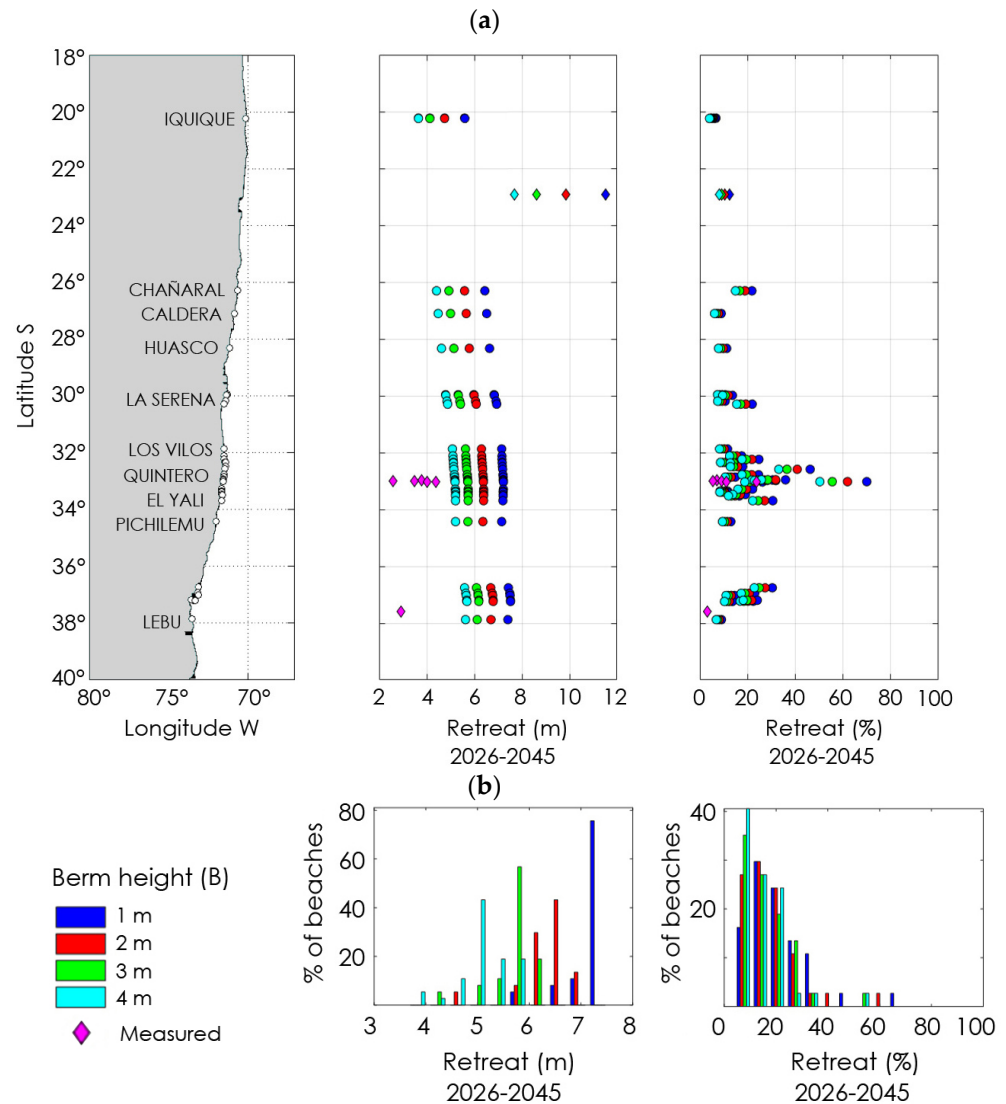 (a)
18°
20°
22°
24°
26°
28°
30°
32°
34°
36°
38°
40°
Latitude S
IQUIQUE
CHAÑARAL
CALDERA
HUASCO
LA SERENA
LOS VILOS
QUINTERO
EL YALI
PICHILEMU
LEBU
80° 75° 70°
Longitude W
2 4 6 8 10 12
Retreat (m)
2026-2045
0 20 40 60 80 100
Retreat (%)
2026-2045
(b)
Berm height (B)
1 m
2 m
3 m
4 m
Measured
80
60
40
20
% of beaches
3 4 5 6 7 8
Retreat (m)
2026-2045
40
20
% of beaches
0 20 40 60 80 100
Retreat (%)
2026-2045